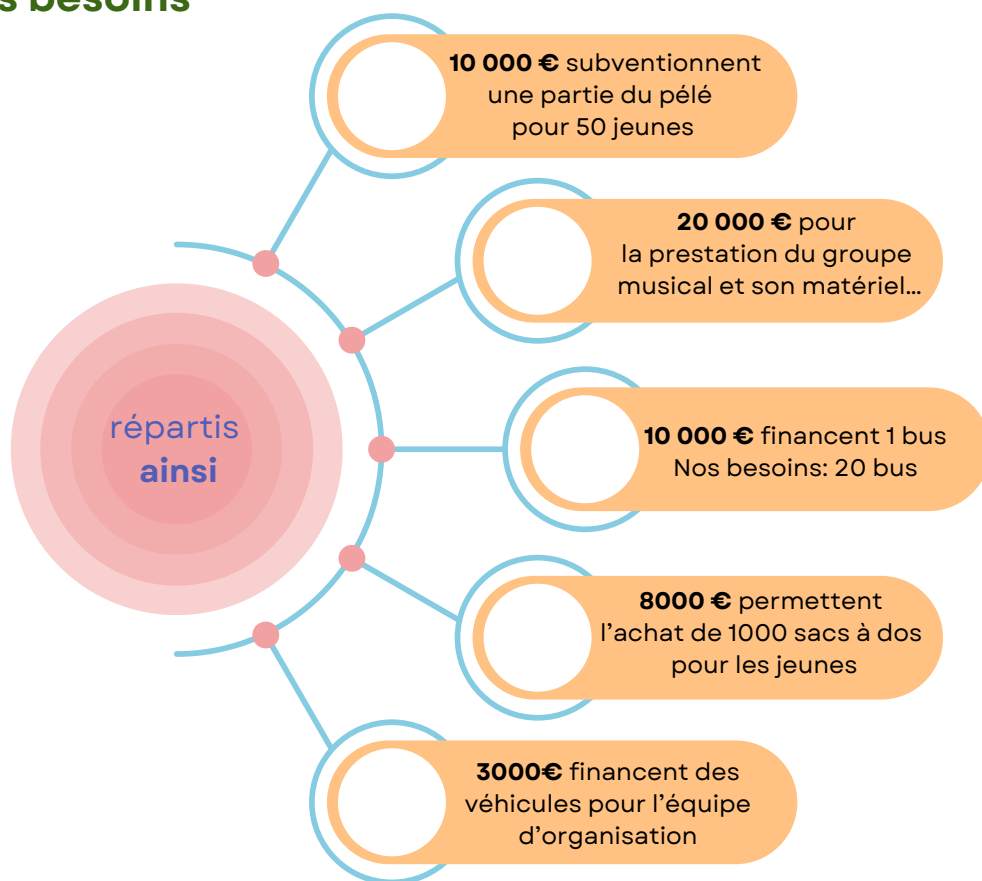 s besoins
10 000 € subventionnent
une partie du pélé
pour 50 jeunes
20 000 € pour
la prestation du groupe
musical et son matériel...
répartis
ainsi
10 000 € financent 1 bus
Nos besoins: 20 bus
8000 € permettent
l’achat de 1000 sacs à dos
pour les jeunes
3000€ financent des
véhicules pour l’équipe
d’organisation